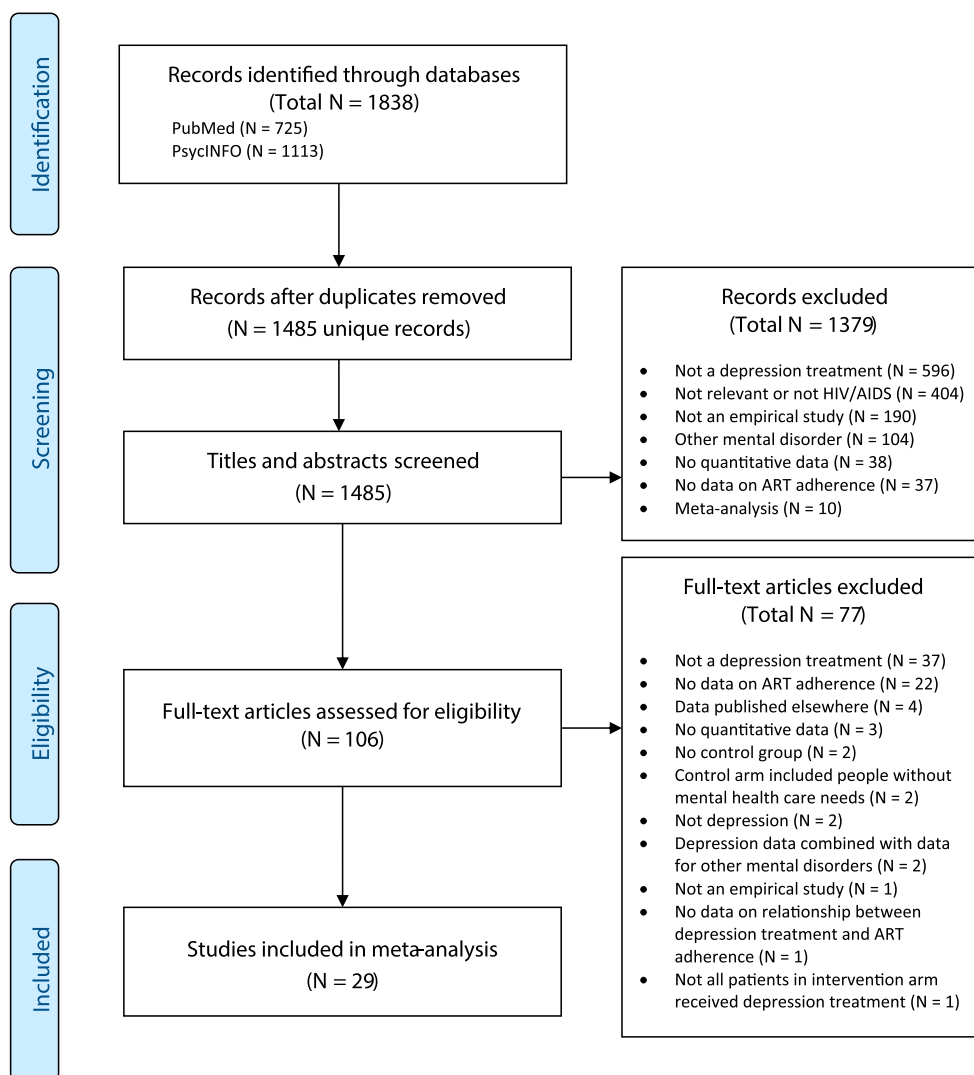 Identification
Records identified through databases
(Total N = 1838)
PubMed (N = 725)
PsycINFO (N = 1113)
Screening
Records after duplicates removed
(N = 1485 unique records)
Titles and abstracts screened
(N = 1485)
Records excluded
(Total N = 1379)
• Not a depression treatment (N = 596)
• Not relevant or not HIV/AIDS (N = 404)
• Not an empirical study (N = 190)
• Other mental disorder (N = 104)
• No quantitative data (N = 38)
• No data on ART adherence (N = 37)
• Meta-analysis (N = 10)
Eligibility
Full-text articles assessed for eligibility
(N = 106)
Full-text articles excluded
(Total N = 77)
• Not a depression treatment (N = 37)
• No data on ART adherence (N = 22)
• Data published elsewhere (N = 4)
• No quantitative data (N = 3)
• No control group (N = 2)
• Control arm included people without
mental health care needs (N = 2)
• Not depression (N = 2)
• Depression data combined with data
for other mental disorders (N = 2)
• Not an empirical study (N = 1)
• No data on relationship between
depression treatment and ART
adherence (N = 1)
• Not all patients in intervention arm
received depression treatment (N = 1)
Included
Studies included in meta-analysis
(N = 29)